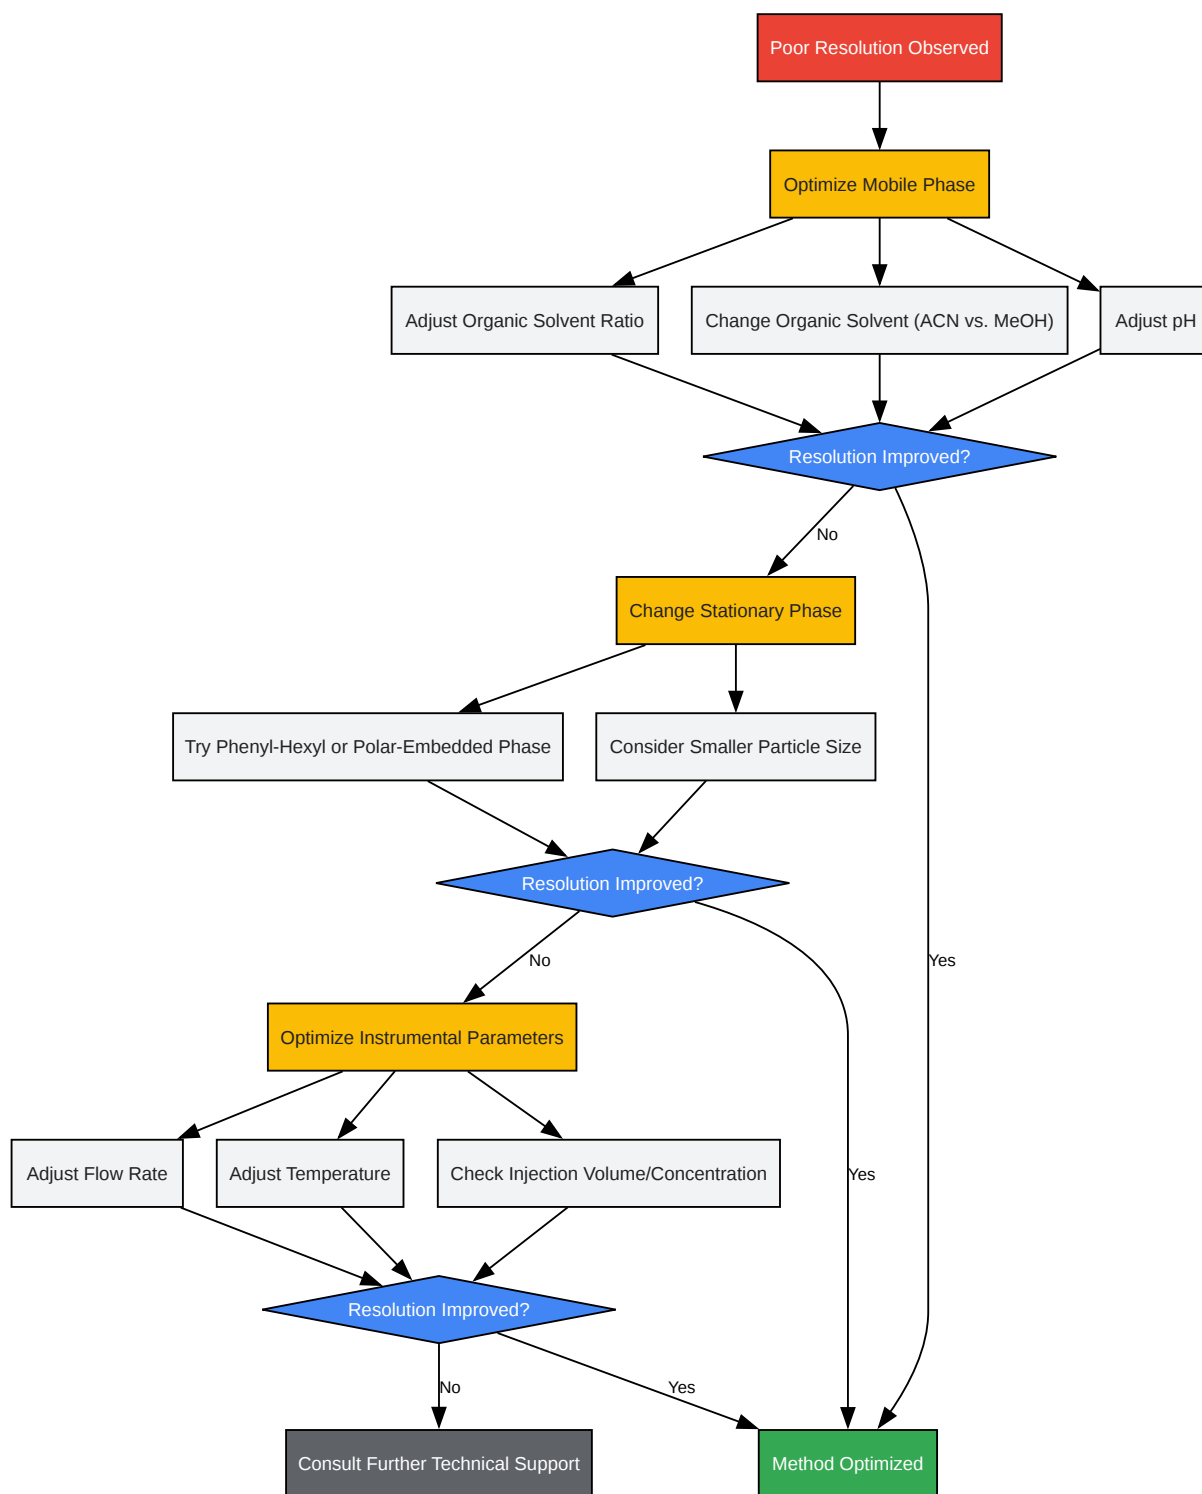 Poor Resolution Observed
Optimize Mobile Phase
Adjust Organic Solvent Ratio
Change Organic Solvent (ACN vs. MeOH)
Adjust pH
Resolution Improved?
No
Change Stationary Phase
Try Phenyl-Hexyl or Polar-Embedded Phase
Consider Smaller Particle Size
Resolution Improved?
No
Yes
Optimize Instrumental Parameters
Adjust Flow Rate
Adjust Temperature
Check Injection Volume/Concentration
Yes
Resolution Improved?
No
Yes
Consult Further Technical Support
Method Optimized